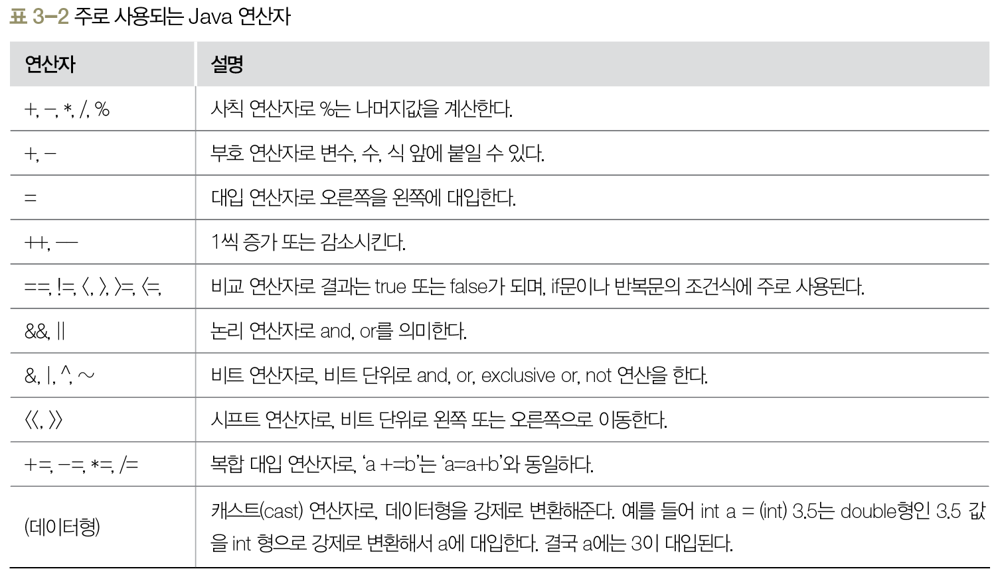 표 3-2 주로 사용되는 Java 연산자
연산자 설명
+, -, *, /, % 사칙 연산자로 %는 나머지값을 계산한다.
+, - 부호 연산자로 변수, 수, 식 앞에 붙일 수 있다.
= 대입 연산자로 오른쪽을 왼쪽에 대입한다.
++, -- 1씩 증가 또는 감소시킨다.
==, !=, 〈, 〉, 〉=, 〈=, 비교 연산자로 결과는 true 또는 false가 되며, if문이나 반복문의 조건식에 주로 사용된다.
&&, || 논리 연산자로 and, or를 의미한다.
&, |, ^, ~ 비트 연산자로, 비트 단위로 and, or, exclusive or, not 연산을 한다.
〈〈, 〉〉 시프트 연산자로, 비트 단위로 왼쪽 또는 오른쪽으로 이동한다.
+=, -=, *=, /= 복합 대입 연산자로, ‘a +=b’는 ‘a=a+b’와 동일하다.
(데이터형) 캐스트(cast) 연산자로, 데이터형을 강제로 변환해준다. 예를 들어 int a = (int) 3.5는 double형인 3.5 값
을 int 형으로 강제로 변환해서 a에 대입한다. 결국 a에는 3이 대입된다.